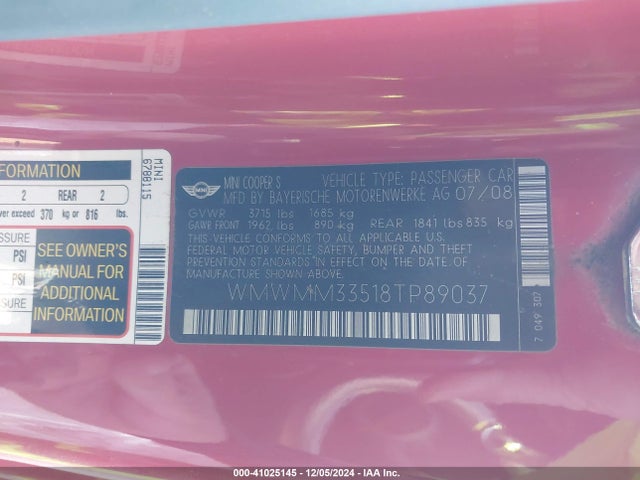 FORMATION
2 REAR 2
ver exceed 370 kg or 816 lbs.
SSURE
PSI
PSI
SEE OWNER'S
MANUAL FOR
ADDITIONAL
INFORMATION
MINI
6788115
MINI
MINI COOPER S VEHICLE TYPE: PASSENGER CAR
MFD BY BAYERISCHE MOTORENWERKE AG 07/08
GVWR 3715 lbs 1685 kg
GAWR FRONT 1962 lbs 890 kg REAR 1841 lbs 835 kg
THIS VEHICLE CONFORMS TO ALL APPLICABLE U.S.
FEDERAL MOTOR VEHICLE SAFETY, BUMPER AND THEFT
PREVENTION STANDARDS IN EFFECT ON THE DATE OF
MANUFACTURE SHOWN ABOVE.
WMWMM33518TP89037
7 049 307
000-41025145 - 12/05/2024 - IAA Inc.